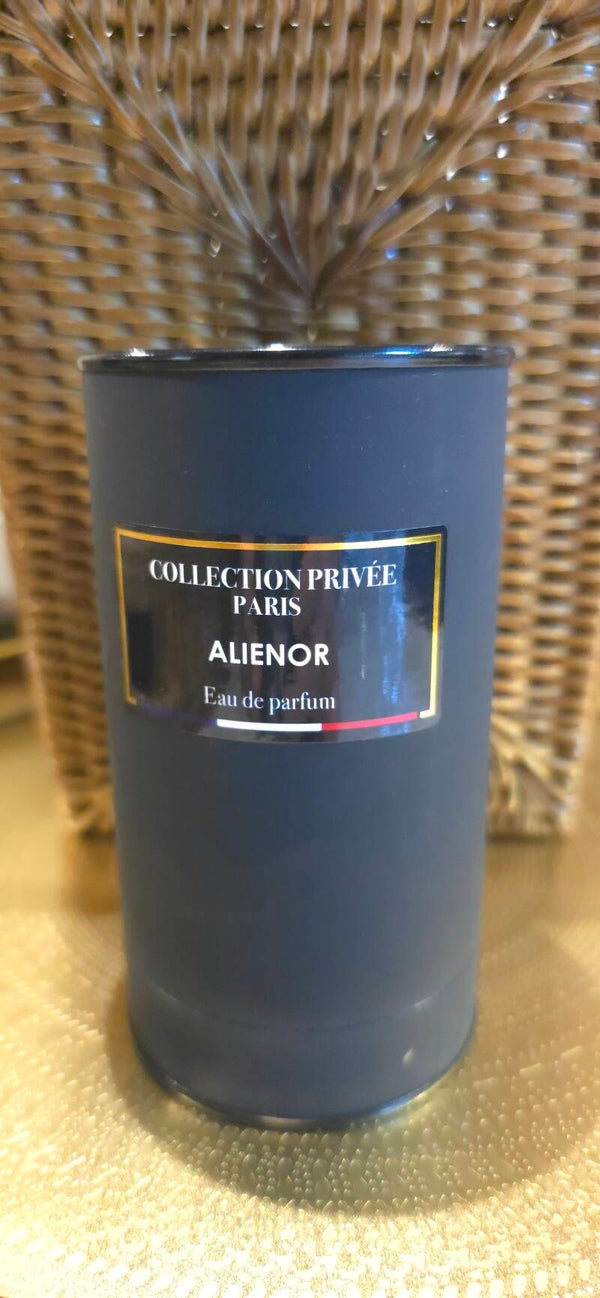 COLLECTION PRIVÉE
PARIS
ALIENOR
Eau de parfum